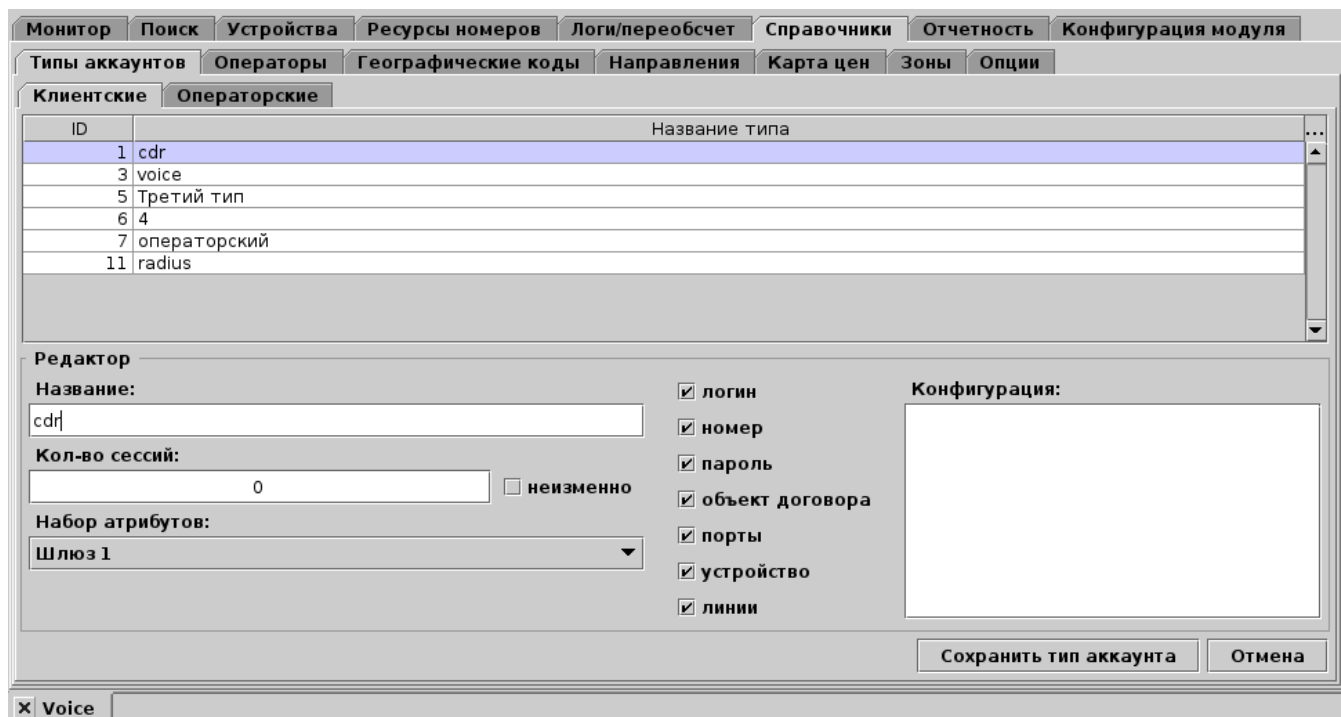 Монитор Поиск Устройства Ресурсы номеров Логи/переобсчет Справочники Отчетность Конфигурация модуля
Типы аккаунтов Операторы Географические коды Направления Карта цен Зоны Опции
Клиентские Операторские
ID Название типа ...
1 cdr
3 voice
5 Третий тип
6 4
7 операторский
11 radius
Редактор
Название: логин Конфигурация:
cdr номер
Кол-во сессий: пароль
0 неизменно объект договора
Набор атрибутов: порты
Шлюз 1 устройство
линии
Сохранить тип аккаунта Отмена
Voice